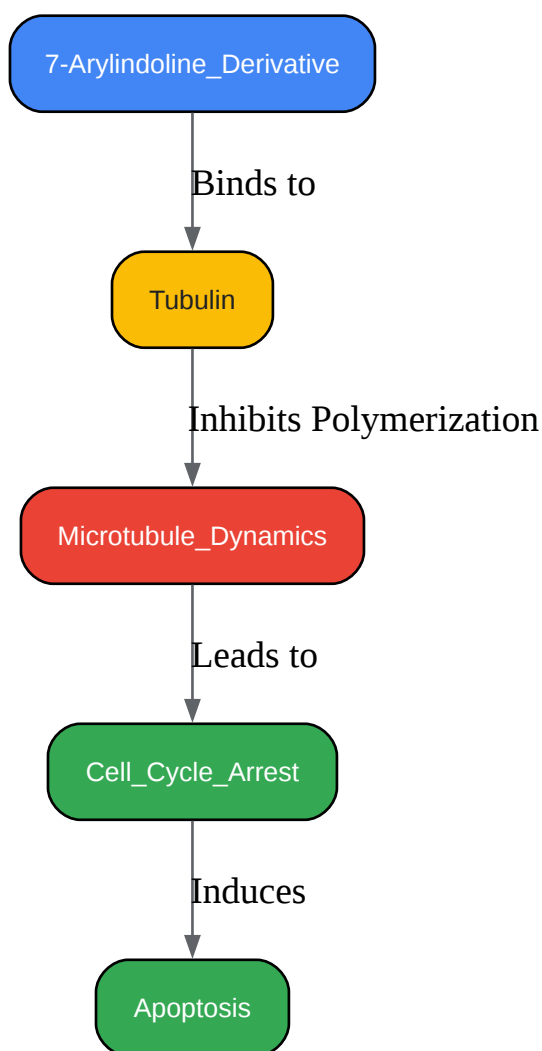 7-Arylindoline_Derivative
Binds to
Tubulin
Inhibits Polymerization
Microtubule_Dynamics
Leads to
Cell_Cycle_Arrest
Induces
Apoptosis